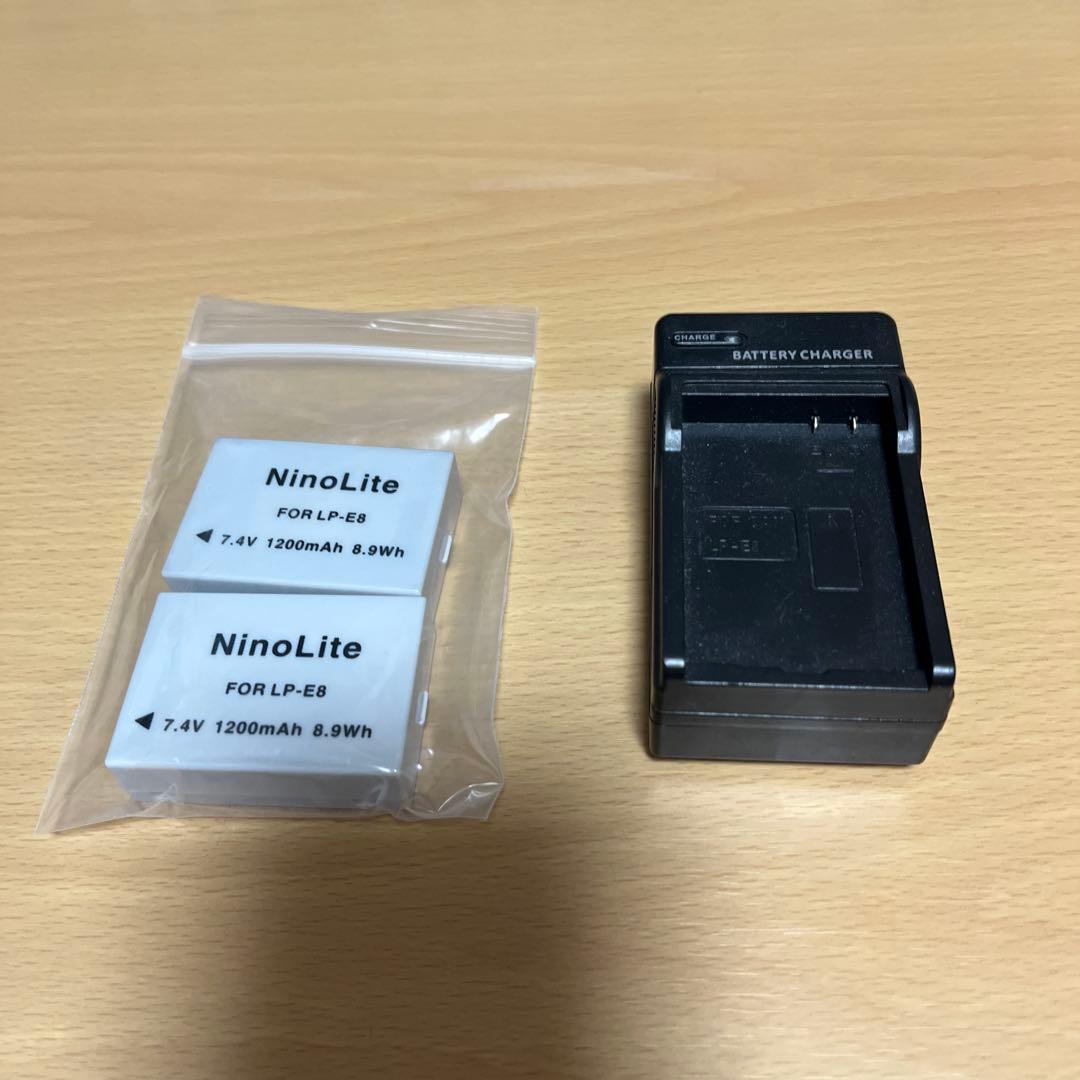 NinoLite
FOR LP-E8
7.4V 1200mAh 8.9Wh
NinoLite
FOR LP-E8
7.4V 1200mAh 8.9Wh
CHARGE
BATTERY CHARGER
FOR